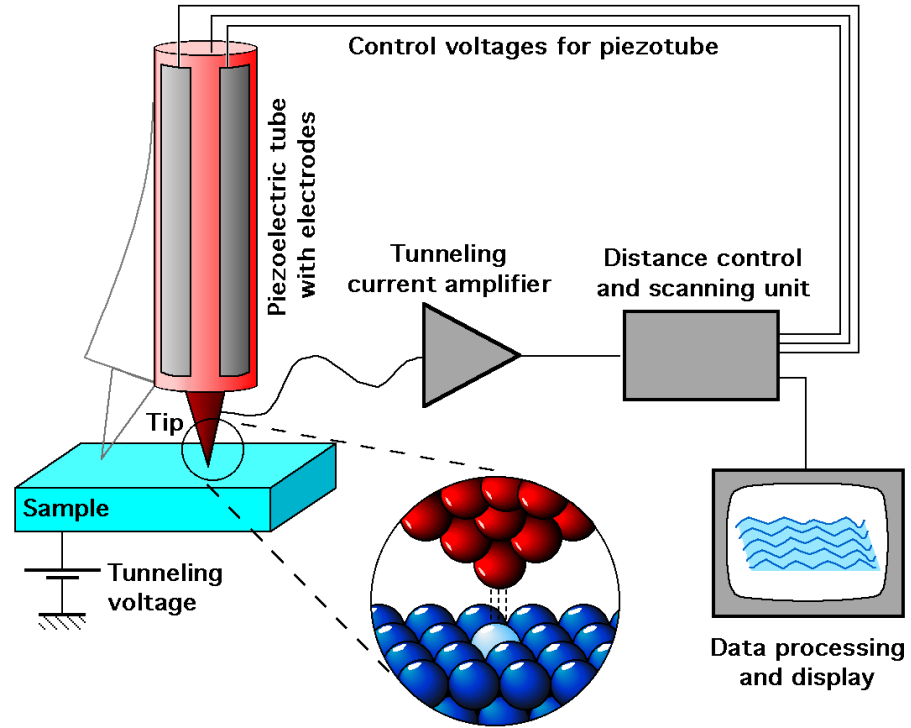 Control voltages for piezotube
Piezoelectric tube
with electrodes
Tunneling
current amplifier
Distance control
and scanning unit
Tip
Sample
Tunneling
voltage
Data processing
and display